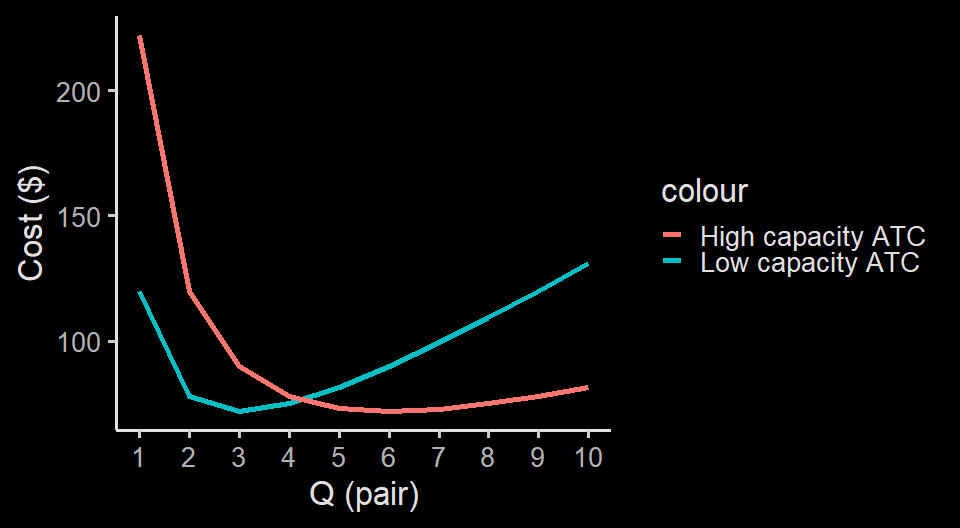 200
150
100
Cost ($)
1 2 3 4 5 6 7 8 9 10
Q (pair)
colour
High capacity ATC
Low capacity ATC